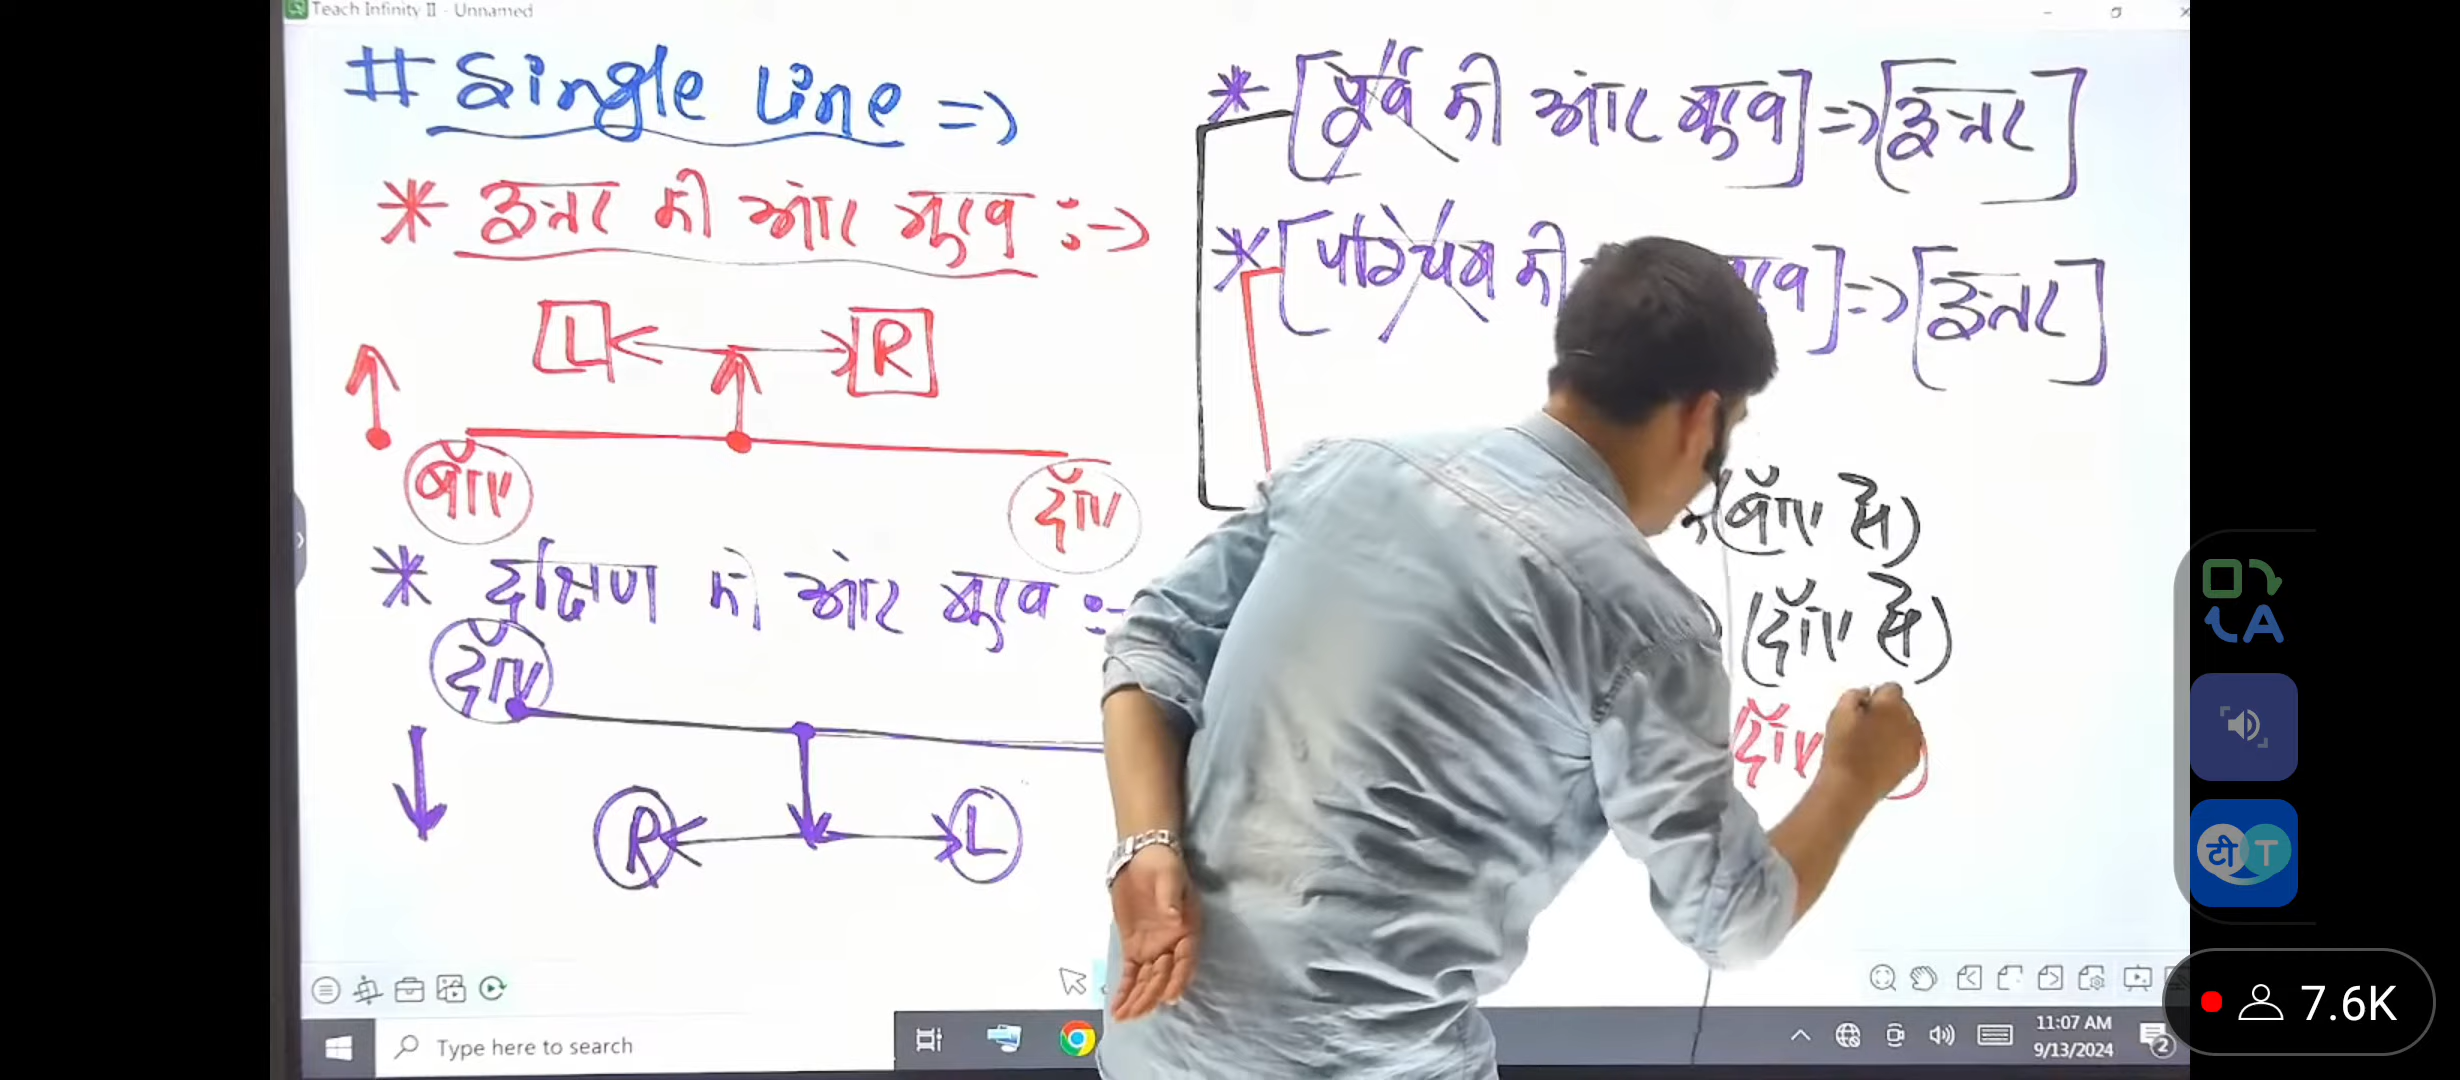 Teach Infinity II - Unnamed
# Single Line =>
* उत्तर की ओर मुख :->
L R
बाँए दाँए
* दक्षिण की ओर मुख :-
दाँए
R L
* [पूर्व की ओर मुख] => [उत्तर]
* [पश्चिम की मुख] => [उत्तर]
(बाँए से)
(दाँए से)
दाँए
Type here to search
11:07 AM
9/13/2024
2
टी T
A
7.6K